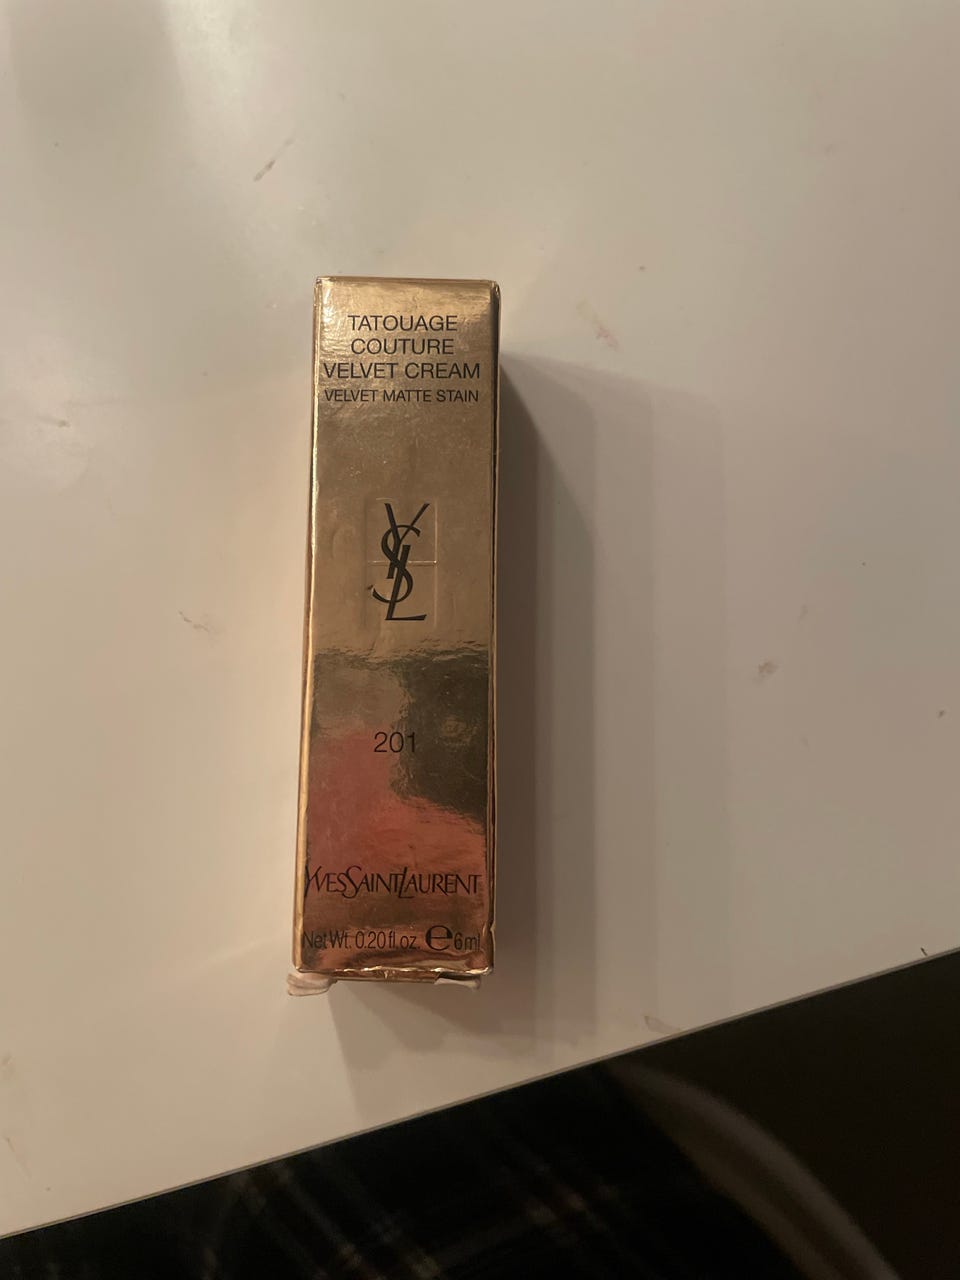 TATOUAGE
COUTURE
VELVET CREAM
VELVET MATTE STAIN
YSL
201
YVESSAINTLAURENT
Net Wt. 0.20 fl. oz. ℮ 6ml